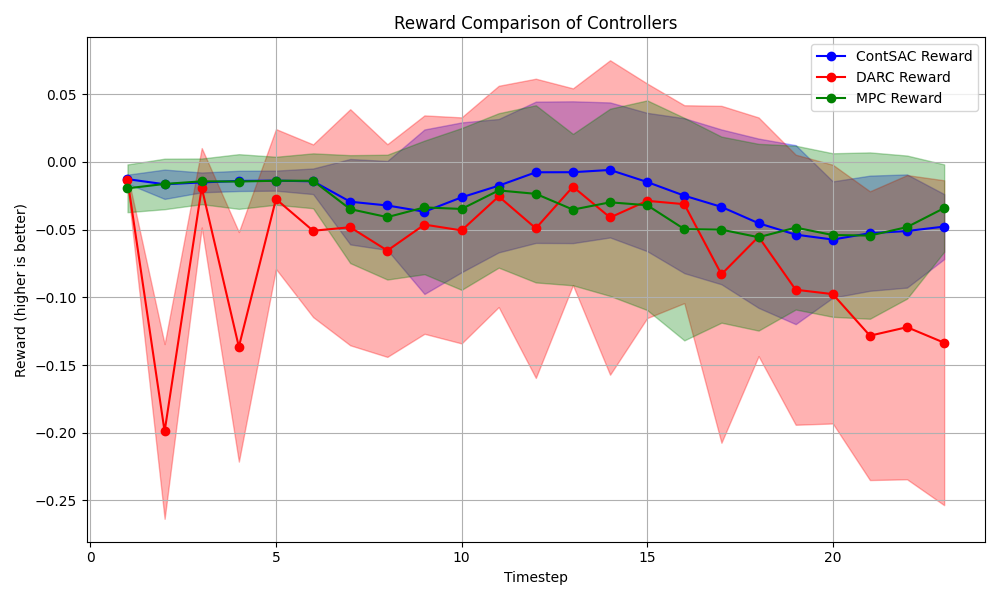 Reward Comparison of Controllers
ContSAC Reward
DARC Reward
MPC Reward
Reward (higher is better)
0.05
0.00
−0.05
−0.10
−0.15
−0.20
−0.25
0
5
10
15
20
Timestep